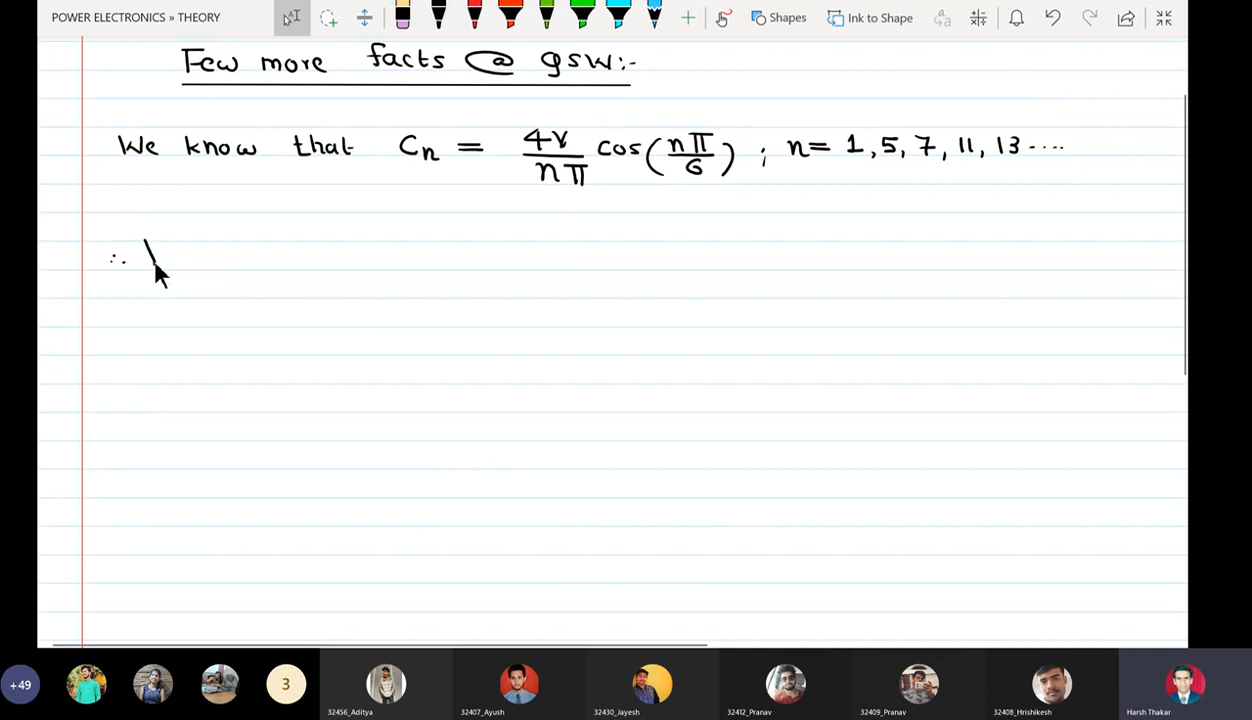 POWER ELECTRONICS » THEORY
Shapes
Ink to Shape
Few more facts @ qsw:-
We know that Cn = 4V/nπ cos(nπ/6) ; n= 1, 5, 7, 11, 13 ....
∴ \
+49
3
32456_Aditya
32407_Ayush
32430_Jayesh
32412_Pranav
32409_Pranav
32408_Hrishikesh
Harsh Thakar